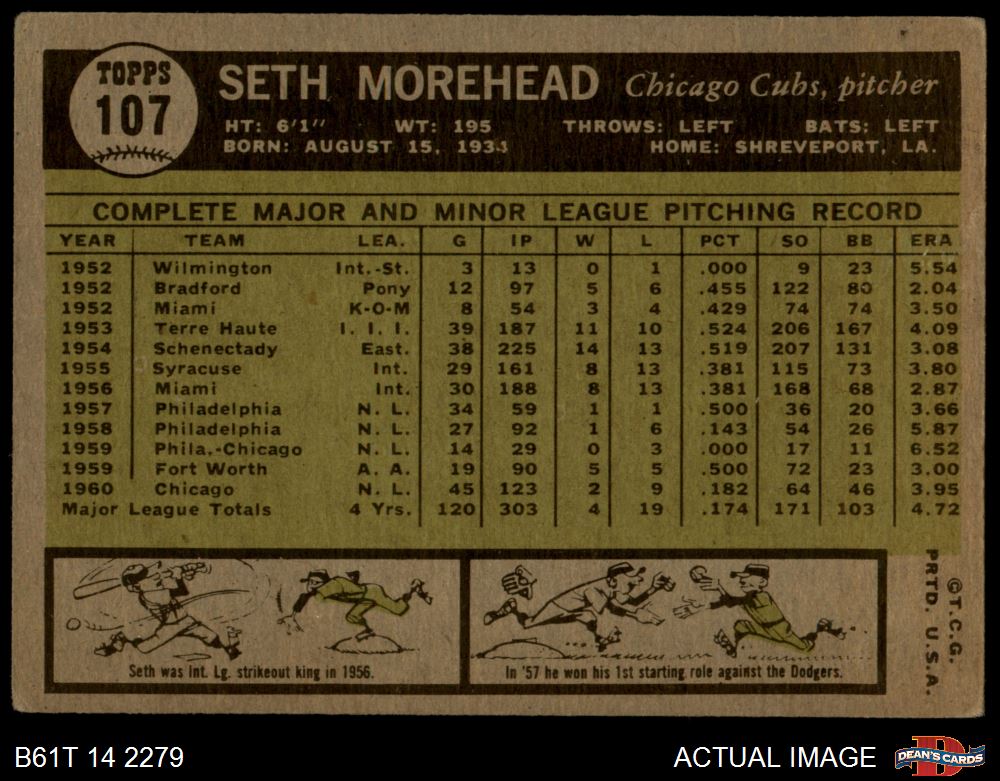 TOPPS
107
SETH MOREHEAD Chicago Cubs, pitcher
HT: 6'1" WT: 195 THROWS: LEFT BATS: LEFT
BORN: AUGUST 15, 1934 HOME: SHREVEPORT, LA.
COMPLETE MAJOR AND MINOR LEAGUE PITCHING RECORD
YEAR TEAM LEA. G IP W L PCT SO BB ERA
1952 Wilmington Int.-St. 3 13 0 1 .000 9 23 5.54
1952 Bradford Pony 12 97 5 6 .455 122 80 2.04
1952 Miami K-O-M 8 54 3 4 .429 74 74 3.50
1953 Terre Haute I. I. I. 39 187 11 10 .524 206 167 4.09
1954 Schenectady East. 38 225 14 13 .519 207 131 3.08
1955 Syracuse Int. 29 161 8 13 .381 115 73 3.80
1956 Miami Int. 30 188 8 13 .381 168 68 2.87
1957 Philadelphia N. L. 34 59 1 1 .500 36 20 3.66
1958 Philadelphia N. L. 27 92 1 6 .143 54 26 5.87
1959 Phila.-Chicago N. L. 14 29 0 3 .000 17 11 6.52
1959 Fort Worth A. A. 19 90 5 5 .500 72 23 3.00
1960 Chicago N. L. 45 123 2 9 .182 64 46 3.95
Major League Totals 4 Yrs. 120 303 4 19 .174 171 103 4.72
Seth was Int. Lg. strikeout king in 1956.
In '57 he won his 1st starting role against the Dodgers.
©T.C.G.
PRTD. U.S.A.
B61T 14 2279
ACTUAL IMAGE
D
DEAN'S CARDS